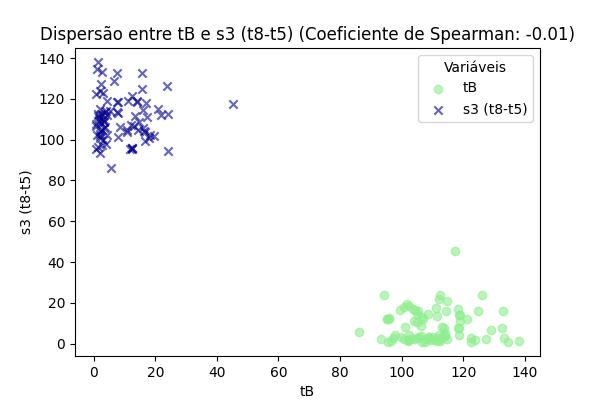 Dispersão entre tB e s3 (t8-t5) (Coeficiente de Spearman: -0.01)
140
120
100
80
60
40
20
0
s3 (t8-t5)
Variáveis
tB
s3 (t8-t5)
0 20 40 60 80 100 120 140
tB